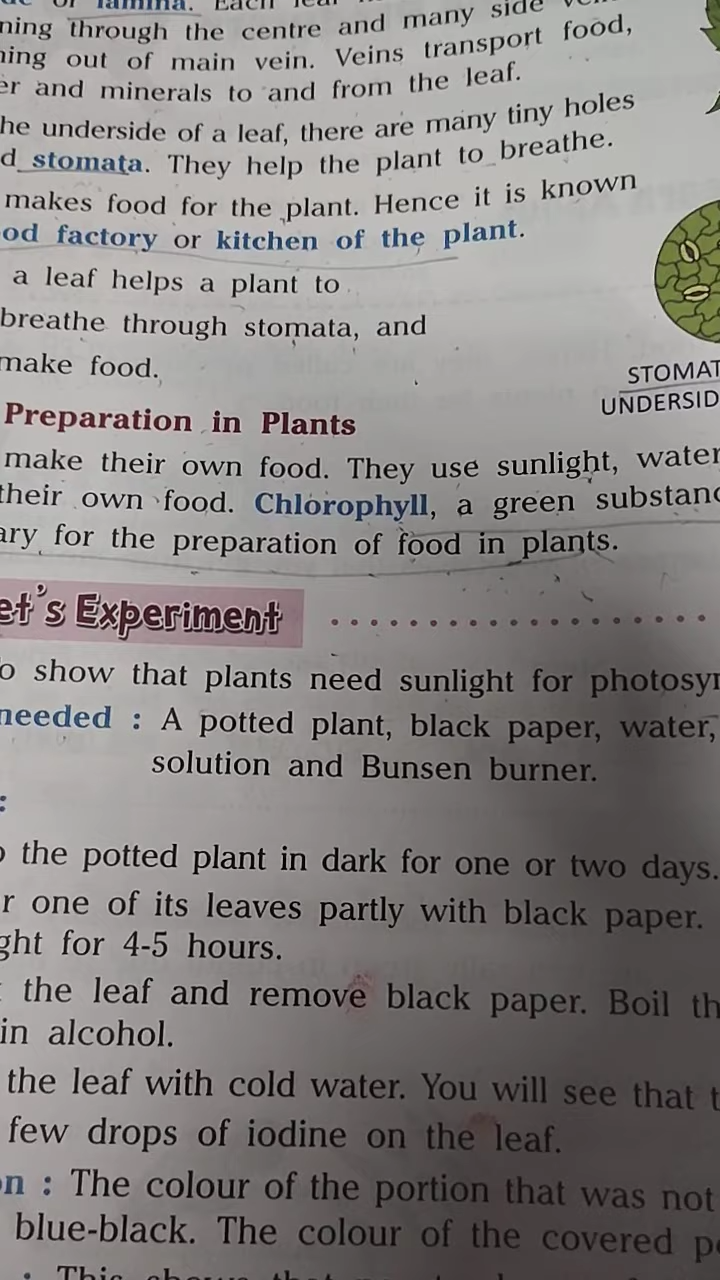 lamina. Each
ning through the centre and many side
ning out of main vein. Veins transport food,
er and minerals to and from the leaf.
he underside of a leaf, there are many tiny holes
d stomata. They help the plant to breathe.
makes food for the plant. Hence it is known
od factory or kitchen of the plant.
a leaf helps a plant to
breathe through stomata, and
make food.
STOMAT
UNDERSID
Preparation in Plants
make their own food. They use sunlight, water
their own food. Chlorophyll, a green substanc
ary for the preparation of food in plants.
et's Experiment
o show that plants need sunlight for photosyn
needed : A potted plant, black paper, water,
solution and Bunsen burner.
:
the potted plant in dark for one or two days.
r one of its leaves partly with black paper.
ght for 4-5 hours.
the leaf and remove black paper. Boil th
in alcohol.
the leaf with cold water. You will see that t
few drops of iodine on the leaf.
on : The colour of the portion that was not
blue-black. The colour of the covered p
: This shows that